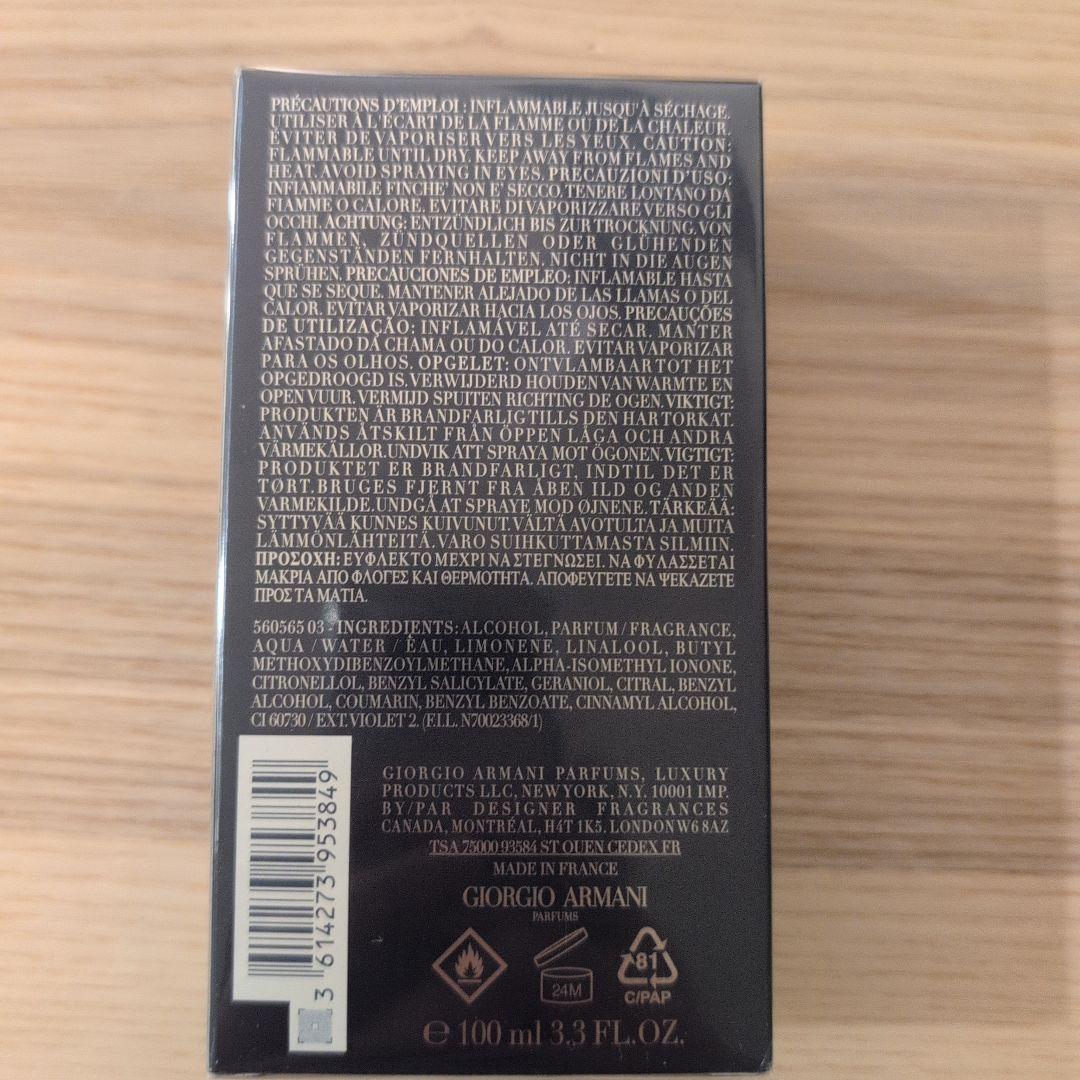 PRÉCAUTIONS D'EMPLOI : INFLAMMABLE JUSQU'À SÉCHAGE.
UTILISER À L'ÉCART DE LA FLAMME OU DE LA CHALEUR.
ÉVITER DE VAPORISER VERS LES YEUX. CAUTION:
FLAMMABLE UNTIL DRY. KEEP AWAY FROM FLAMES AND
HEAT. AVOID SPRAYING IN EYES. PRECAUZIONI D'USO:
INFIAMMABILE FINCHE' NON E' SECCO. TENERE LONTANO DA
FIAMME O CALORE. EVITARE DI VAPORIZZARE VERSO GLI
OCCHI. ACHTUNG: ENTZÜNDLICH BIS ZUR TROCKNUNG. VON
FLAMMEN, ZÜNDQUELLEN ODER GLÜHENDEN
GEGENSTÄNDEN FERNHALTEN. NICHT IN DIE AUGEN
SPRÜHEN. PRECAUCIONES DE EMPLEO: INFLAMABLE HASTA
QUE SE SEQUE. MANTENER ALEJADO DE LAS LLAMAS O DEL
CALOR. EVITAR VAPORIZAR HACIA LOS OJOS. PRECAUÇÕES
DE UTILIZAÇÃO: INFLAMÁVEL ATÉ SECAR. MANTER
AFASTADO DA CHAMA OU DO CALOR. EVITAR VAPORIZAR
PARA OS OLHOS. OPGELET: ONTVLAMBAAR TOT HET
OPGEDROOGD IS. VERWIJDERD HOUDEN VAN WARMTE EN
OPEN VUUR. VERMIJD SPUITEN RICHTING DE OGEN. VIKTIGT:
PRODUKTEN ÄR BRANDFARLIG TILLS DEN HAR TORKAT.
ANVÄNDS ÅTSKILT FRÅN ÖPPEN LÅGA OCH ANDRA
VÄRMEKÄLLOR. UNDVIK ATT SPRAYA MOT ÖGONEN. VIGTIGT:
PRODUKTET ER BRANDFARLIGT, INDTIL DET ER
TØRT. BRUGES FJERNT FRA ÅBEN ILD OG ANDEN
VARMEKILDE. UNDGÅ AT SPRAYE MOD ØJNENE. TÄRKEÄÄ:
SYTTYVÄÄ KUNNES KUIVUNUT. VÄLTÄ AVOTULTA JA MUITA
LÄMMÖNLÄHTEITÄ. VARO SUIHKUTTAMASTA SILMIIN.
ΠΡΟΣΟΧΗ: ΕΥΦΛΕΚΤΟ ΜΕΧΡΙ ΝΑ ΣΤΕΓΝΩΣΕΙ. ΝΑ ΦΥΛΑΣΣΕΤΑΙ
ΜΑΚΡΙΑ ΑΠΟ ΦΛΟΓΕΣ ΚΑΙ ΘΕΡΜΟΤΗΤΑ. ΑΠΟΦΕΥΓΕΤΕ ΝΑ ΨΕΚΑΖΕΤΕ
ΠΡΟΣ ΤΑ ΜΑΤΙΑ.
560565 03 - INGREDIENTS: ALCOHOL, PARFUM / FRAGRANCE,
AQUA / WATER / EAU, LIMONENE, LINALOOL, BUTYL
METHOXYDIBENZOYLMETHANE, ALPHA-ISOMETHYL IONONE,
CITRONELLOL, BENZYL SALICYLATE, GERANIOL, CITRAL, BENZYL
ALCOHOL, COUMARIN, BENZYL BENZOATE, CINNAMYL ALCOHOL,
CI 60730 / EXT. VIOLET 2. (F.I.L. N70023368/1)
3 614273 953849
GIORGIO ARMANI PARFUMS, LUXURY
PRODUCTS LLC, NEW YORK, N.Y. 10001 IMP.
BY/PAR DESIGNER FRAGRANCES
CANADA, MONTRÉAL, H4T 1K5. LONDON W6 8AZ
TSA 75000 93584 ST OUEN CEDEX FR
MADE IN FRANCE
GIORGIO ARMANI
PARFUMS
24M
81
C/PAP
℮ 100 ml 3.3 FL.OZ.